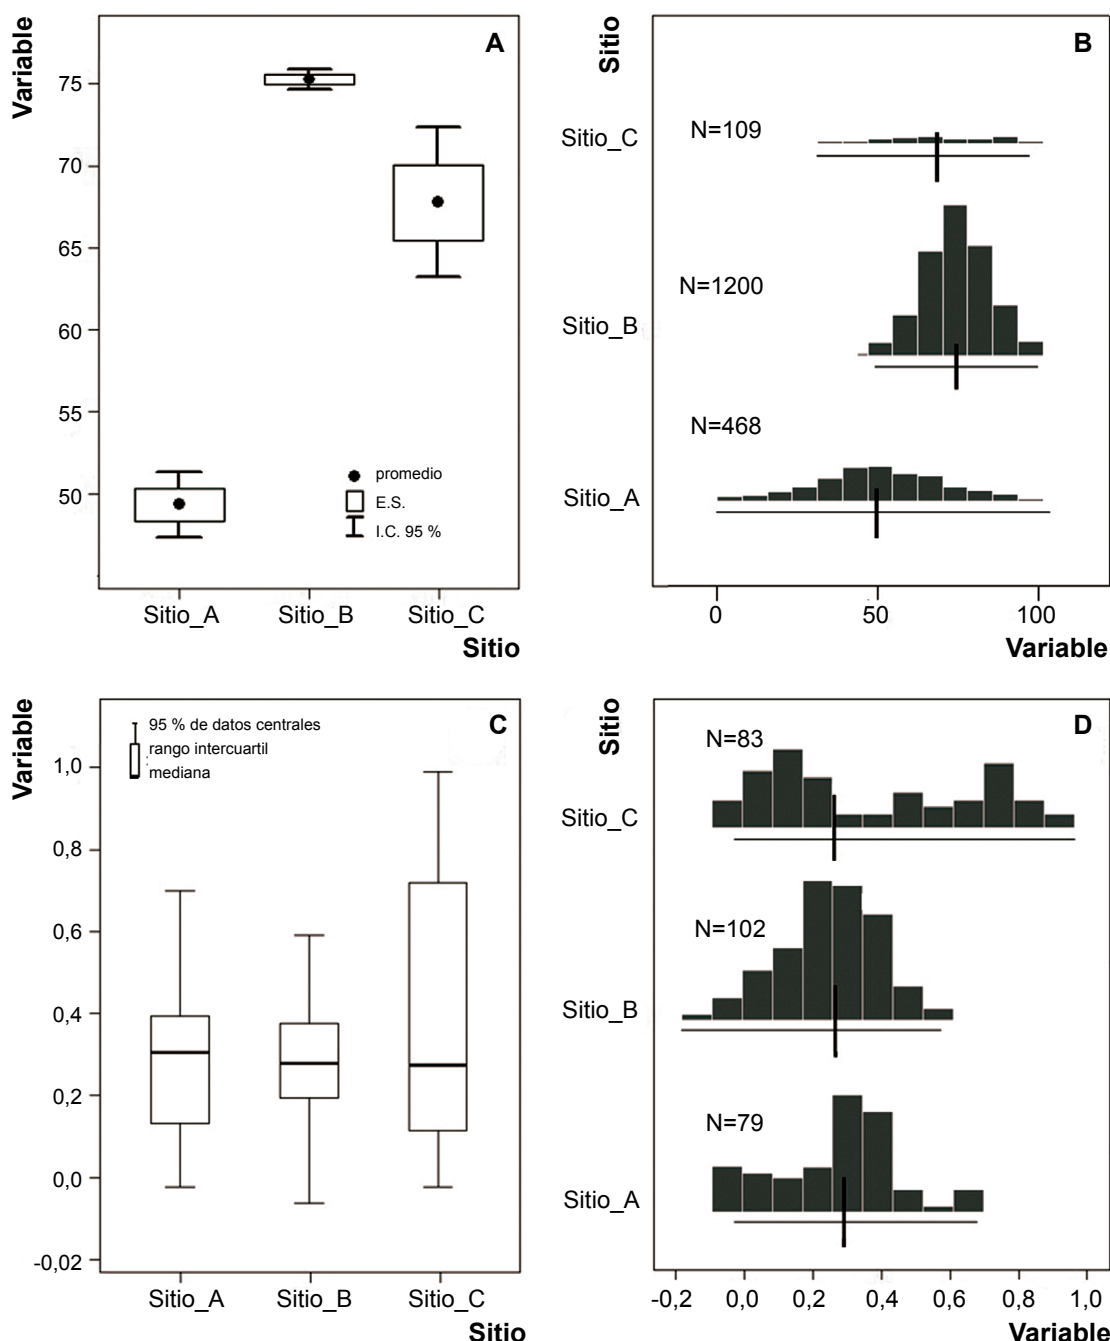 Variable
A
75
70
65
60
55
50
promedio
E.S.
I.C. 95 %
Sitio_A Sitio_B Sitio_C
Sitio
Sitio
B
Sitio_C N=109
N=1200
Sitio_B
N=468
Sitio_A
0 50 100
Variable
Variable
C
95 % de datos centrales
rango intercuartil
mediana
1,0
0,8
0,6
0,4
0,2
0,0
-0,02
Sitio_A Sitio_B Sitio_C
Sitio
Sitio
D
N=83
Sitio_C
N=102
Sitio_B
N=79
Sitio_A
-0,2 0,0 0,2 0,4 0,6 0,8 1,0
Variable